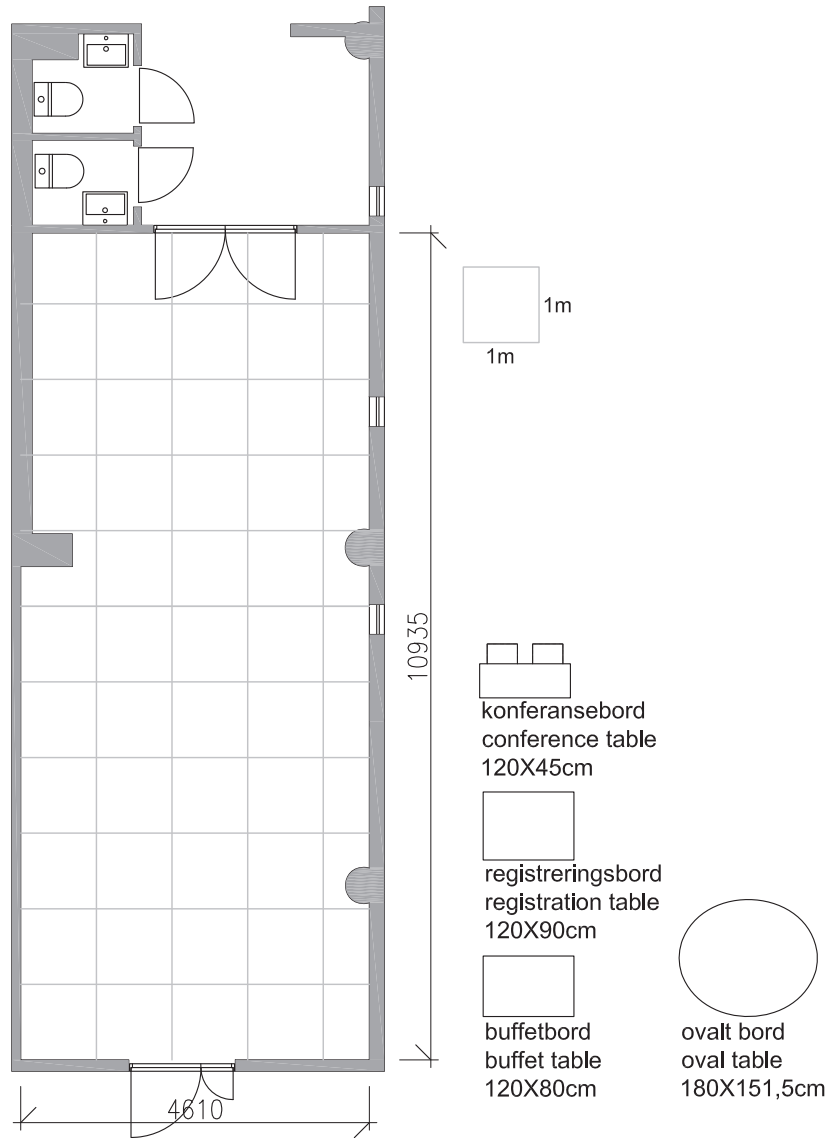 1m
1m
10935
konferansebord
conference table
120X45cm
registreringsbord
registration table
120X90cm
buffetbord
buffet table
120X80cm
ovalt bord
oval table
180X151,5cm
4610